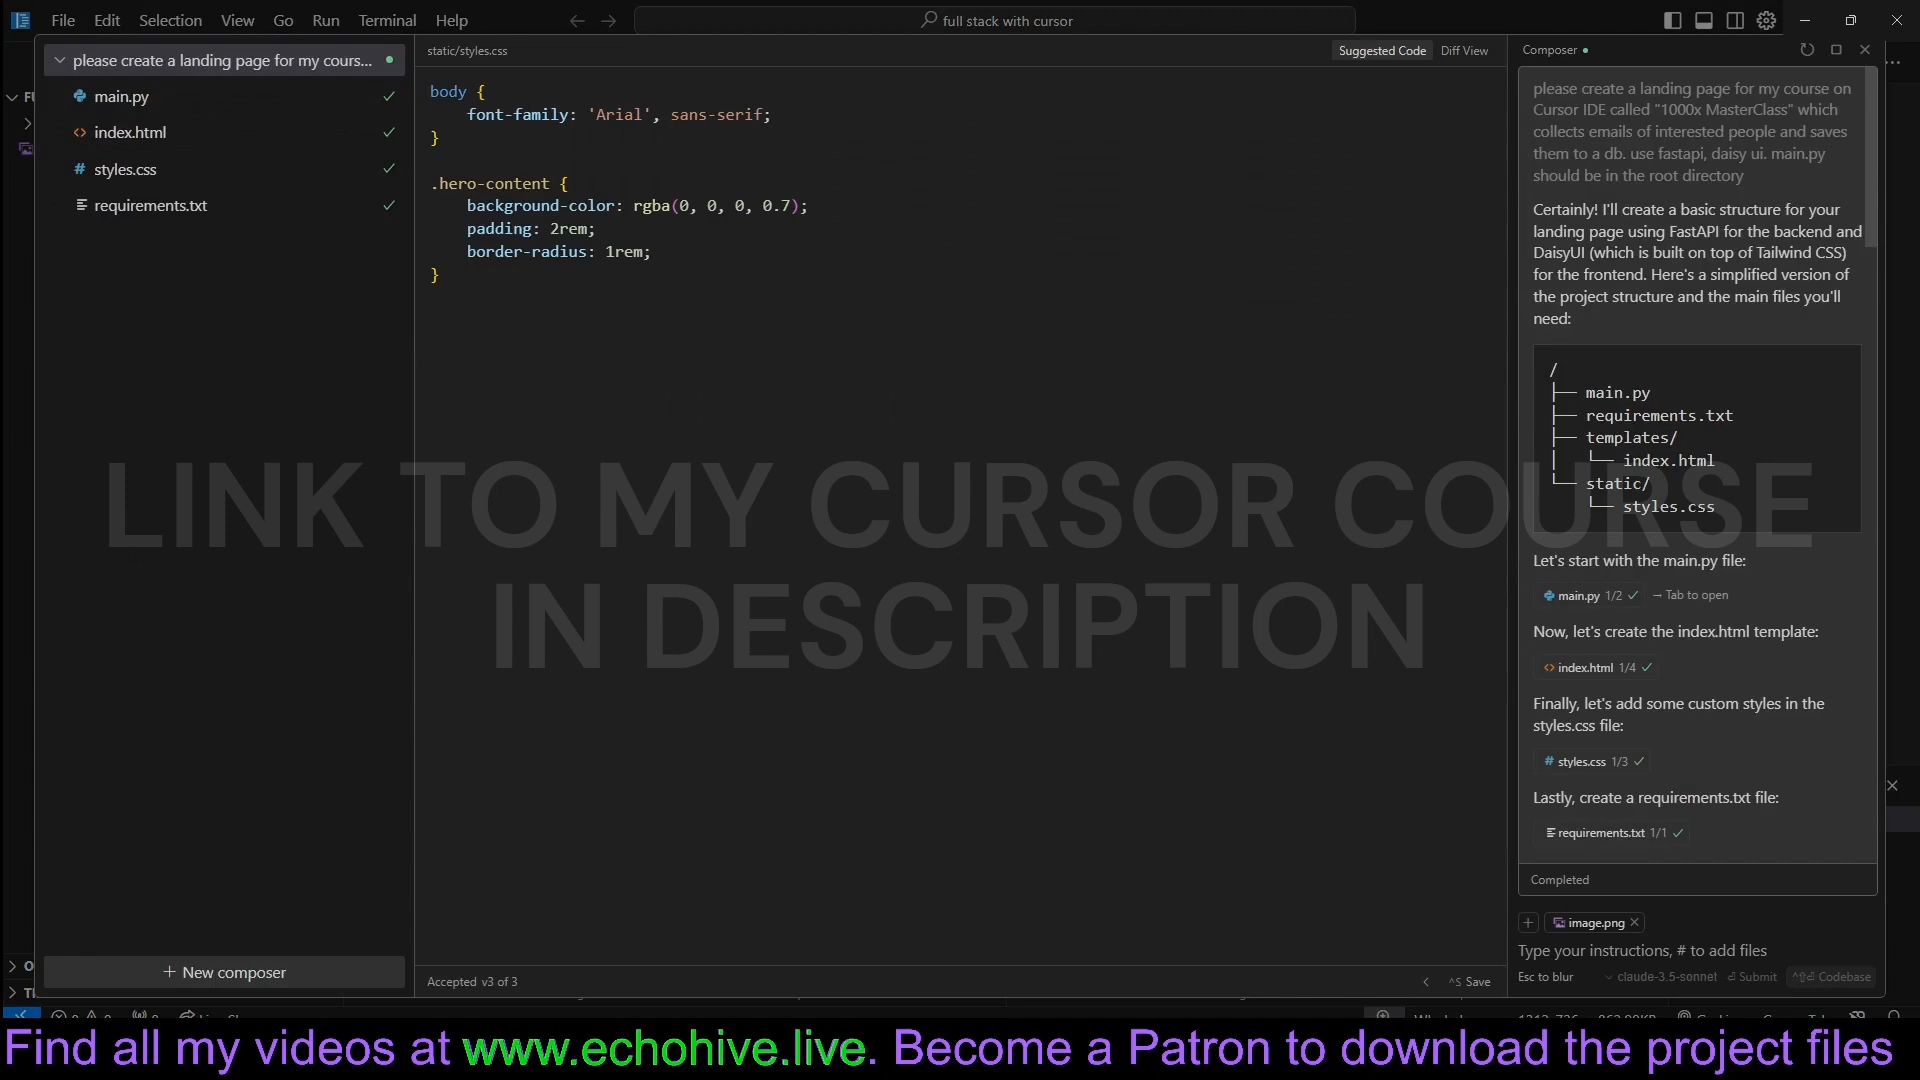 File Edit Selection View Go Run Terminal Help
full stack with cursor
please create a landing page for my cours...
main.py
index.html
styles.css
requirements.txt
New composer
static/styles.css
Suggested Code Diff View
body {
font-family: 'Arial', sans-serif;
}
.hero-content {
background-color: rgba(0, 0, 0, 0.7);
padding: 2rem;
border-radius: 1rem;
}
Accepted v3 of 3
^S Save
Composer
please create a landing page for my course on
Cursor IDE called "1000x MasterClass" which
collects emails of interested people and saves
them to a db. use fastapi, daisy ui. main.py
should be in the root directory
Certainly! I'll create a basic structure for your
landing page using FastAPI for the backend and
DaisyUI (which is built on top of Tailwind CSS)
for the frontend. Here's a simplified version of
the project structure and the main files you'll
need:
/
├── main.py
├── requirements.txt
├── templates/
│   └── index.html
└── static/
    └── styles.css
Let's start with the main.py file:
main.py 1/2 → Tab to open
Now, let's create the index.html template:
index.html 1/4
Finally, let's add some custom styles in the
styles.css file:
styles.css 1/3
Lastly, create a requirements.txt file:
requirements.txt 1/1
Completed
image.png
Type your instructions, # to add files
Esc to blur claude-3.5-sonnet Submit Codebase
LINK TO MY CURSOR COURSE
IN DESCRIPTION
Find all my videos at www.echohive.live. Become a Patron to download the project files